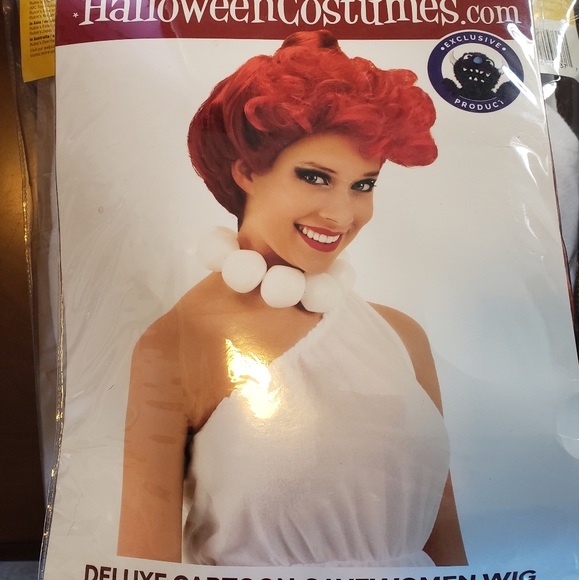 HalloweenCostumes.com
EXCLUSIVE
PRODUCT
DELUXE CARTOON CAVEWOMEN WIG